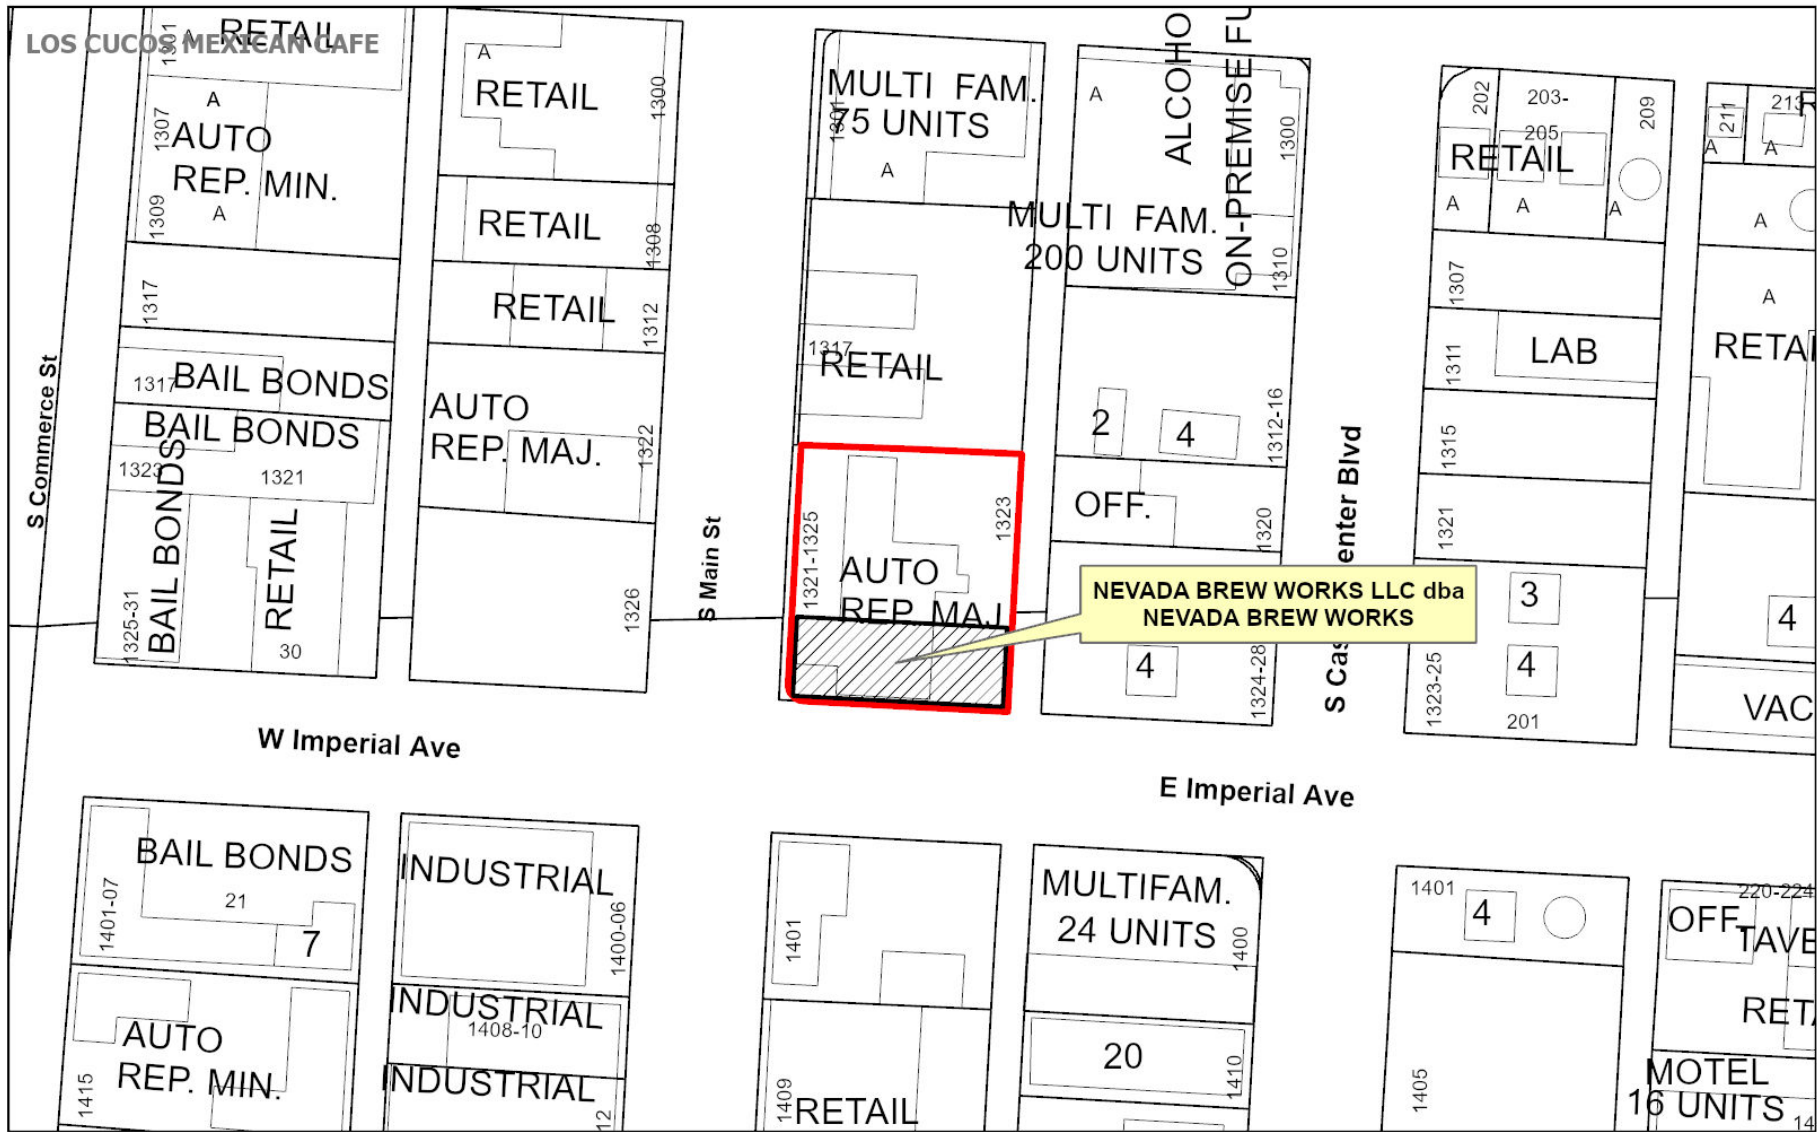 LOS CUCOS MEXICAN CAFE
RETAIL
1301
A
A
1307
AUTO
REP. MIN.
A
1309
1317
1317
BAIL BONDS
BAIL BONDS
1323
1321
BAIL BONDS
RETAIL
1325-31
30
S Commerce St
A
RETAIL
1300
RETAIL
1308
RETAIL
1312
AUTO
REP. MAJ.
1322
1326
S Main St
MULTI FAM.
75 UNITS
1301
A
1317
RETAIL
1321-1325
1323
AUTO
REP. MAJ.
NEVADA BREW WORKS LLC dba
NEVADA BREW WORKS
A
1300
MULTI FAM.
200 UNITS
1310
2
4
1312-16
OFF.
1320
4
1324-28
202
203-
205
209
RETAIL
A
A
A
1307
1311
LAB
1315
1321
3
4
1323-25
201
211
213
A
A
A
A
4
W Imperial Ave
E Imperial Ave
BAIL BONDS
21
1401-07
7
AUTO
REP. MIN.
1415
INDUSTRIAL
1400-06
INDUSTRIAL
1408-10
INDUSTRIAL
12
1401
1409
RETAIL
MULTIFAM.
24 UNITS
1400
20
1410
1401
4
1405
220-224
OFF.
MOTEL
16 UNITS